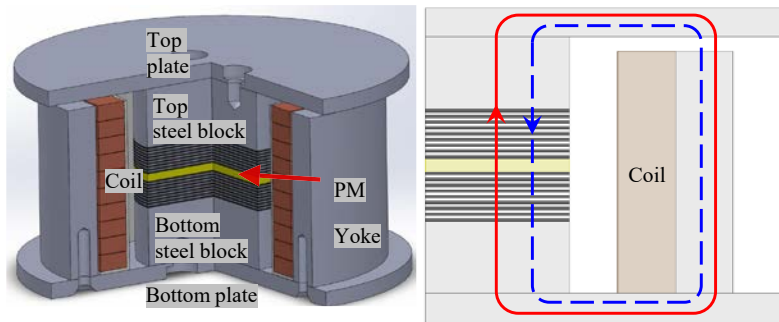 Top
plate
Top
steel block
Coil
PM
Bottom
steel block
Yoke
Bottom plate
Coil